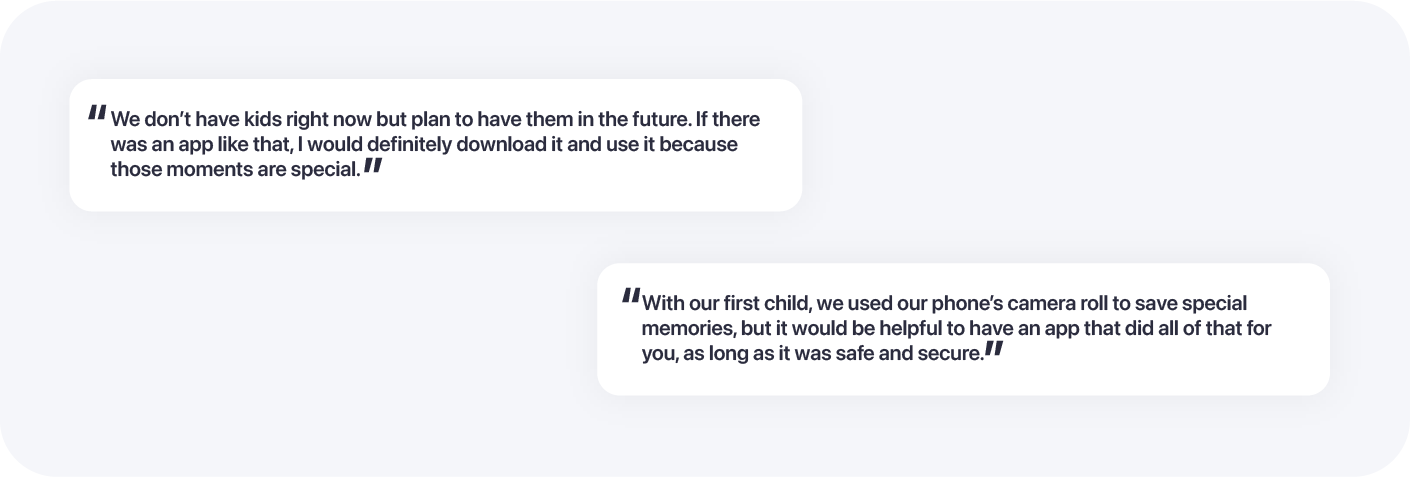 "We don’t have kids right now but plan to have them in the future. If there
was an app like that, I would definitely download it and use it because
those moments are special."
"With our first child, we used our phone’s camera roll to save special
memories, but it would be helpful to have an app that did all of that for
you, as long as it was safe and secure."